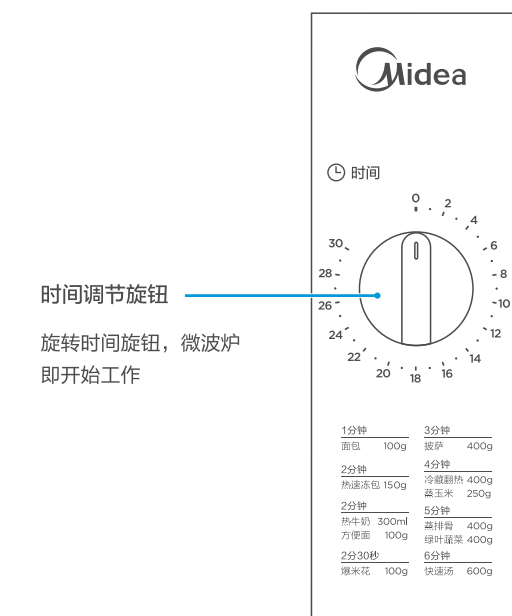 Midea
时间
0
2
4
6
8
10
12
14
16
18
20
22
24
26
28
30
时间调节旋钮
旋转时间旋钮，微波炉
即开始工作
1分钟
面包 100g
2分钟
热速冻包 150g
2分钟
热牛奶 300ml
方便面 100g
2分30秒
爆米花 100g
3分钟
披萨 400g
4分钟
冷藏翻热 400g
蒸玉米 250g
5分钟
蒸排骨 400g
绿叶蔬菜 400g
6分钟
快速汤 600g